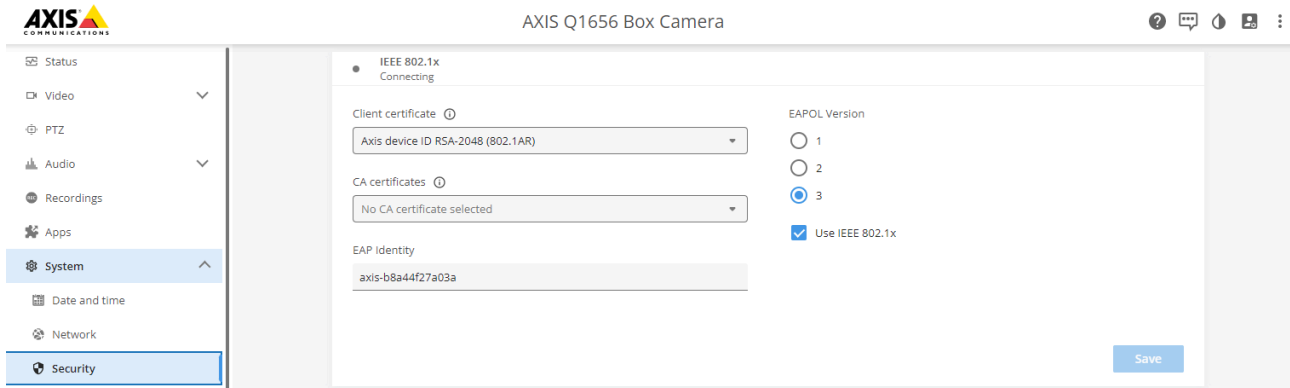 AXIS
COMMUNICATIONS
AXIS Q1656 Box Camera
Status
Video
PTZ
Audio
Recordings
Apps
System
Date and time
Network
Security
IEEE 802.1x
Connecting
Client certificate
Axis device ID RSA-2048 (802.1AR)
CA certificates
No CA certificate selected
EAP Identity
axis-b8a44f27a03a
EAPOL Version
1
2
3
Use IEEE 802.1x
Save